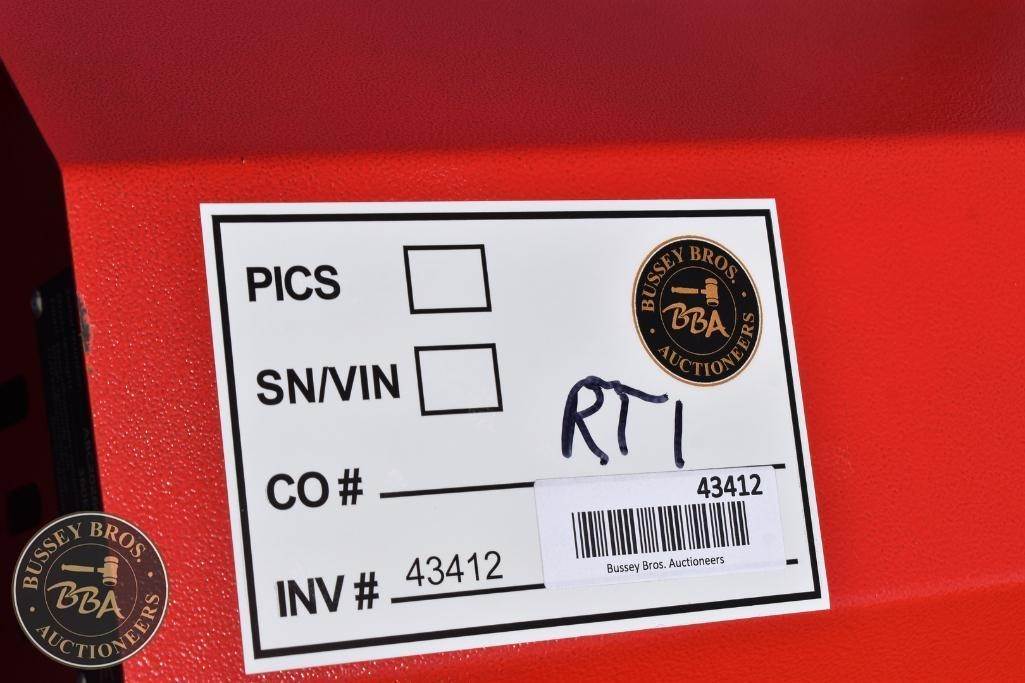 PICS
BUSSEY BROS.
BBA
AUCTIONEERS
SN/VIN
RT1
CO #
43412
Bussey Bros. Auctioneers
INV # 43412
BUSSEY BROS.
BBA
AUCTIONEERS